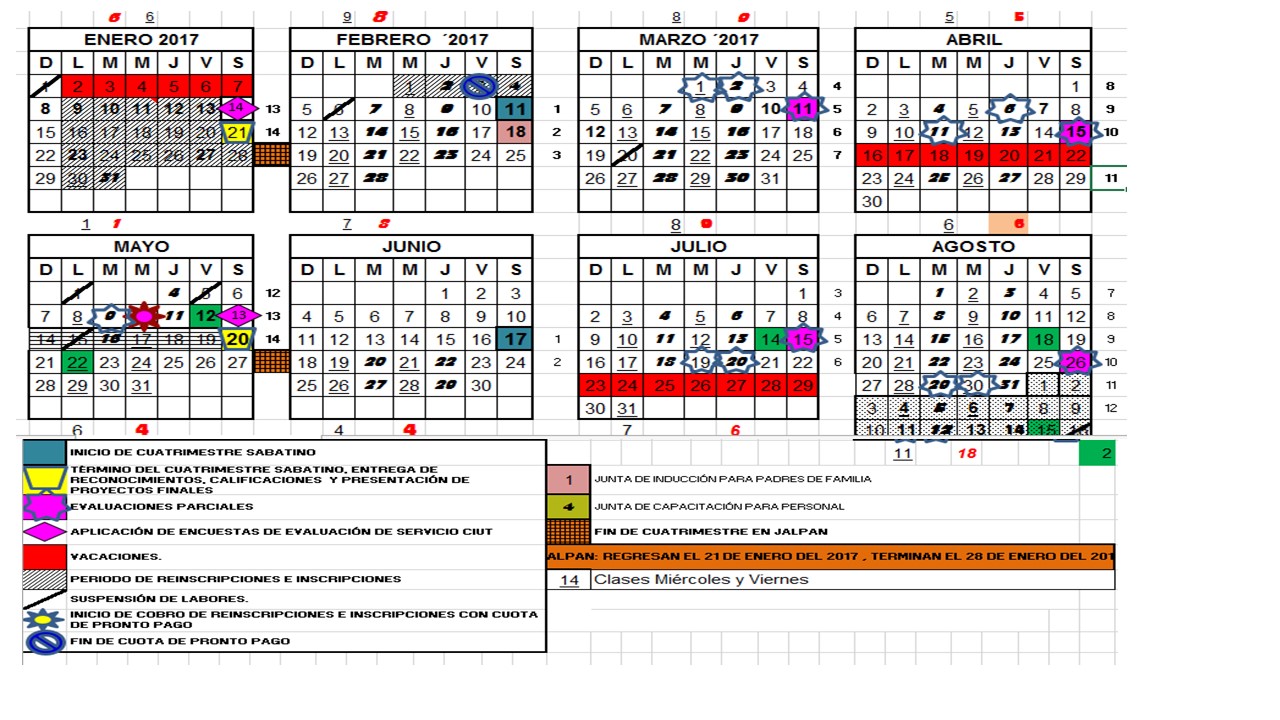 6 6 9 8 8 9 5 5
ENERO 2017 FEBRERO ´2017 MARZO ´2017 ABRIL
D L M M J V S D L M M J V S D L M M J V S D L M M J V S
1 2 3 4 5 6 7 1 2 4 1 2 3 4 4 1 8
8 9 10 11 12 13 14 13 5 6 7 8 9 10 11 1 5 6 7 8 9 10 11 5 2 3 4 5 6 7 8 9
15 16 17 18 19 20 21 14 12 13 14 15 16 17 18 2 12 13 14 15 16 17 18 6 9 10 11 12 13 14 15 10
22 23 24 25 26 27 28 19 20 21 22 23 24 25 3 19 20 21 22 23 24 25 7 16 17 18 19 20 21 22
29 30 31 26 27 28 26 27 28 29 30 31 23 24 25 26 27 28 29 11
30
1 1 7 8 8 9 6 6
MAYO JUNIO JULIO AGOSTO
D L M M J V S D L M M J V S D L M M J V S D L M M J V S
1 4 5 6 12 1 2 3 1 3 1 2 3 4 5 7
7 8 9 11 12 13 13 4 5 6 7 8 9 10 2 3 4 5 6 7 8 4 6 7 8 9 10 11 12 8
14 15 16 17 18 19 20 14 11 12 13 14 15 16 17 1 9 10 11 12 13 14 15 5 13 14 15 16 17 18 19 9
21 22 23 24 25 26 27 18 19 20 21 22 23 24 2 16 17 18 19 20 21 22 6 20 21 22 23 24 25 26 10
28 29 30 31 25 26 27 28 29 30 23 24 25 26 27 28 29 27 28 29 30 31 1 2 11
30 31 3 4 5 6 7 8 9 12
6 4 4 4 7 6 10 11 12 13 14 15 16
INICIO DE CUATRIMESTRE SABATINO 11 18 2
TÈRMINO DEL CUATRIMESTRE SABATINO, ENTREGA DE
RECONOCIMIENTOS, CALIFICACIONES Y PRESENTACIÓN DE
PROYECTOS FINALES
1 JUNTA DE INDUCCIÓN PARA PADRES DE FAMILIA
EVALUACIONES PARCIALES
4 JUNTA DE CAPACITACIÓN PARA PERSONAL
APLICACIÓN DE ENCUESTAS DE EVALUACIÓN DE SERVICIO CIUT
FIN DE CUATRIMESTRE EN JALPAN
VACACIONES.
ALPAN: REGRESAN EL 21 DE ENERO DEL 2017 , TERMINAN EL 28 DE ENERO DEL 201
PERIODO DE REINSCRIPCIONES E INSCRIPCIONES
14 Clases Miércoles y Viernes
SUSPENSIÓN DE LABORES.
INICIO DE COBRO DE REINSCRIPCIONES E INSCRIPCIONES CON CUOTA
DE PRONTO PAGO
FIN DE CUOTA DE PRONTO PAGO